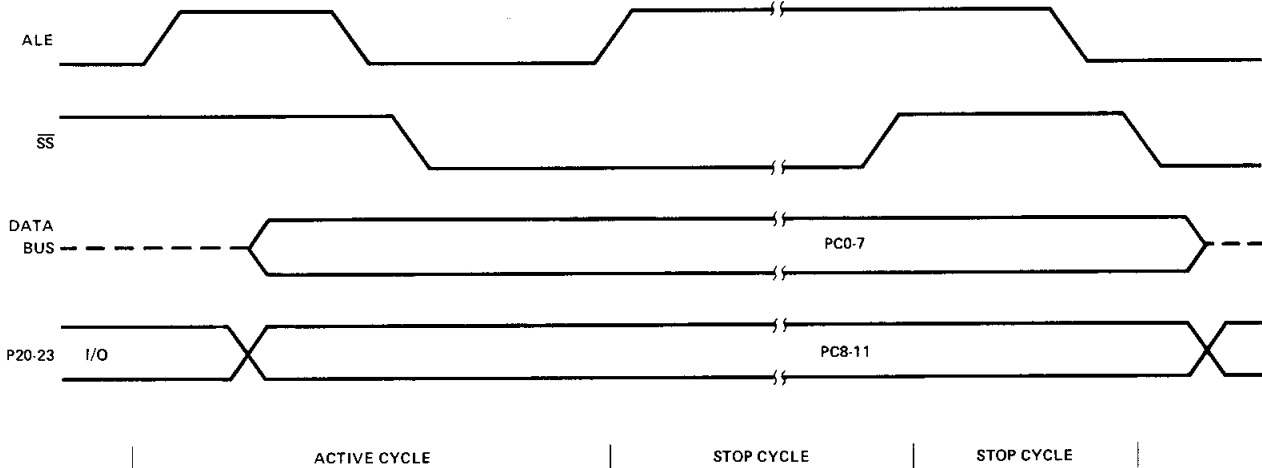 ALE
SS
DATA
BUS
PC0-7
P20-23 I/O PC8-11
ACTIVE CYCLE STOP CYCLE STOP CYCLE